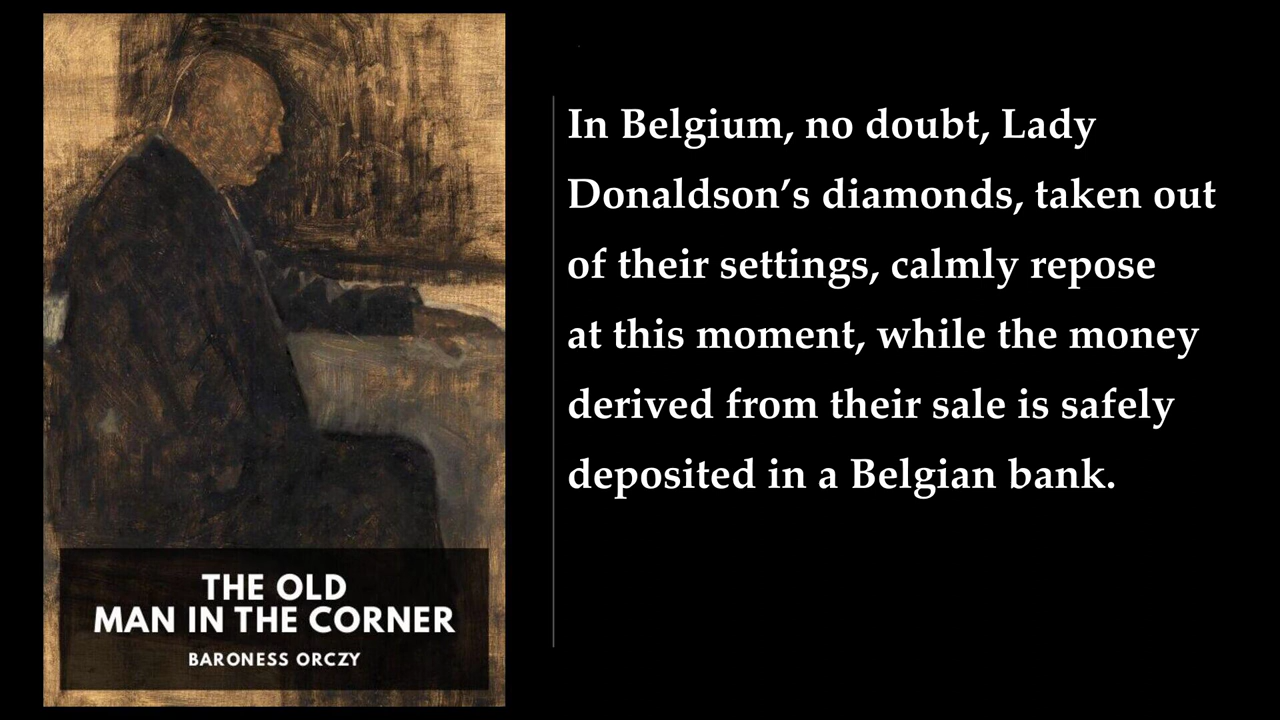 THE OLD
MAN IN THE CORNER
BARONESS ORCZY
In Belgium, no doubt, Lady
Donaldson’s diamonds, taken out
of their settings, calmly repose
at this moment, while the money
derived from their sale is safely
deposited in a Belgian bank.